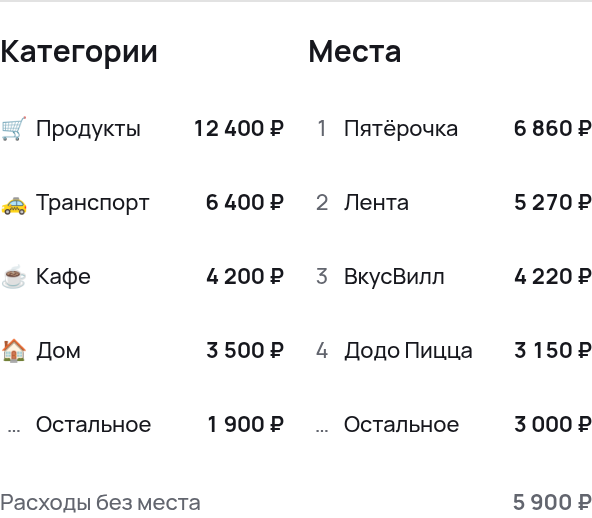 Категории
Места
Продукты 12 400 ₽
1 Пятёрочка 6 860 ₽
Транспорт 6 400 ₽
2 Лента 5 270 ₽
Кафе 4 200 ₽
3 ВкусВилл 4 220 ₽
Дом 3 500 ₽
4 Додо Пицца 3 150 ₽
... Остальное 1 900 ₽
... Остальное 3 000 ₽
Расходы без места 5 900 ₽